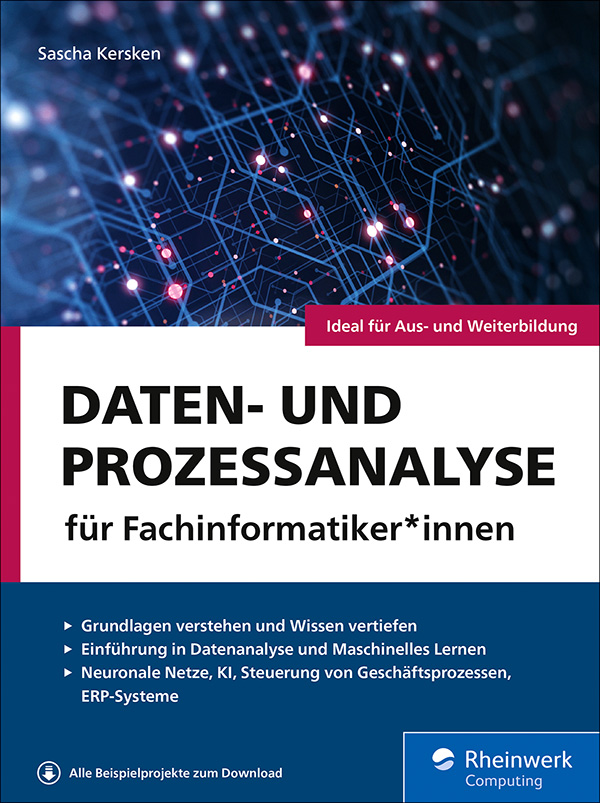 Sascha Kersken
Ideal für Aus- und Weiterbildung
DATEN- UND
PROZESSANALYSE
für Fachinformatiker*innen
Grundlagen verstehen und Wissen vertiefen
Einführung in Datenanalyse und Maschinelles Lernen
Neuronale Netze, KI, Steuerung von Geschäftsprozessen,
ERP-Systeme
Alle Beispielprojekte zum Download
Rheinwerk
Computing